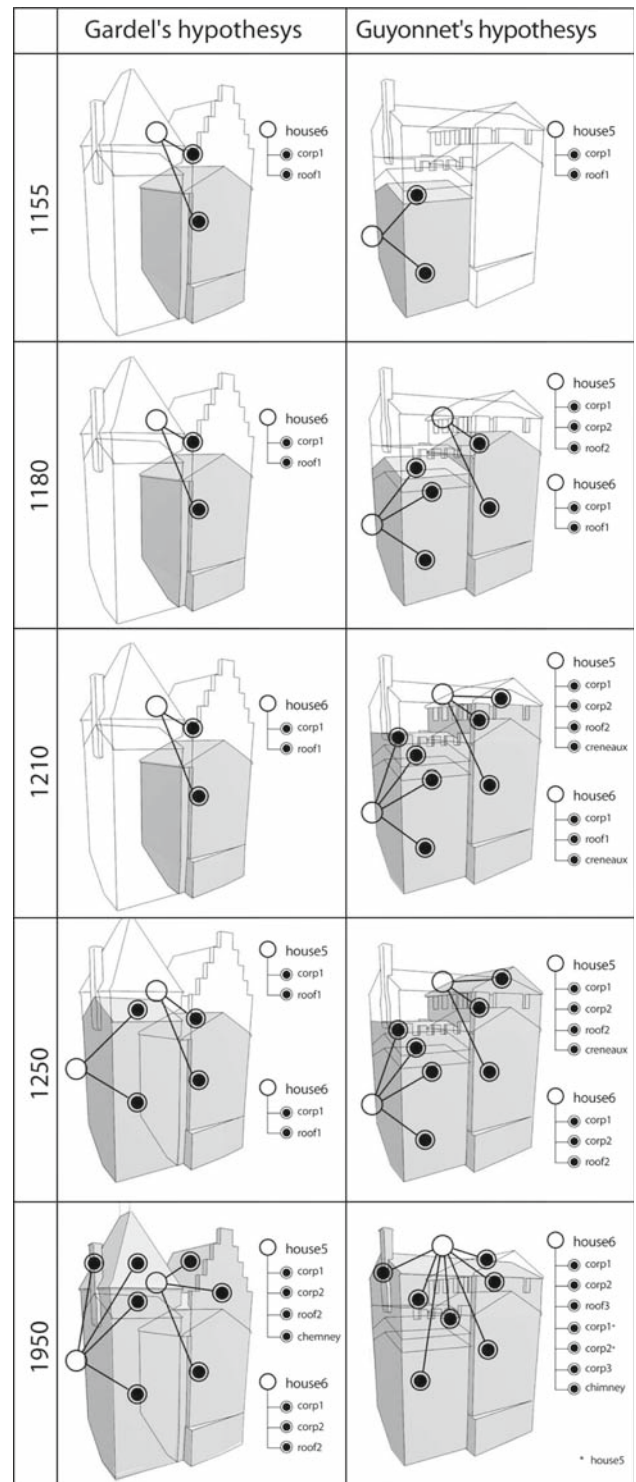 Gardel's hypothesys
Guyonnet's hypothesys
1155
house6
corp1
roof1
house5
corp1
roof1
1180
house6
corp1
roof1
house5
corp1
corp2
roof2
house6
corp1
roof1
1210
house6
corp1
roof1
house5
corp1
corp2
roof2
creneaux
house6
corp1
roof1
creneaux
1250
house5
corp1
roof1
house6
corp1
roof1
house5
corp1
corp2
roof2
creneaux
house6
corp1
corp2
roof2
1950
house5
corp1
corp2
roof2
chemney
house6
corp1
corp2
roof2
house6
corp1
corp2
roof3
corp1*
corp2*
corp3
chimney
* house5